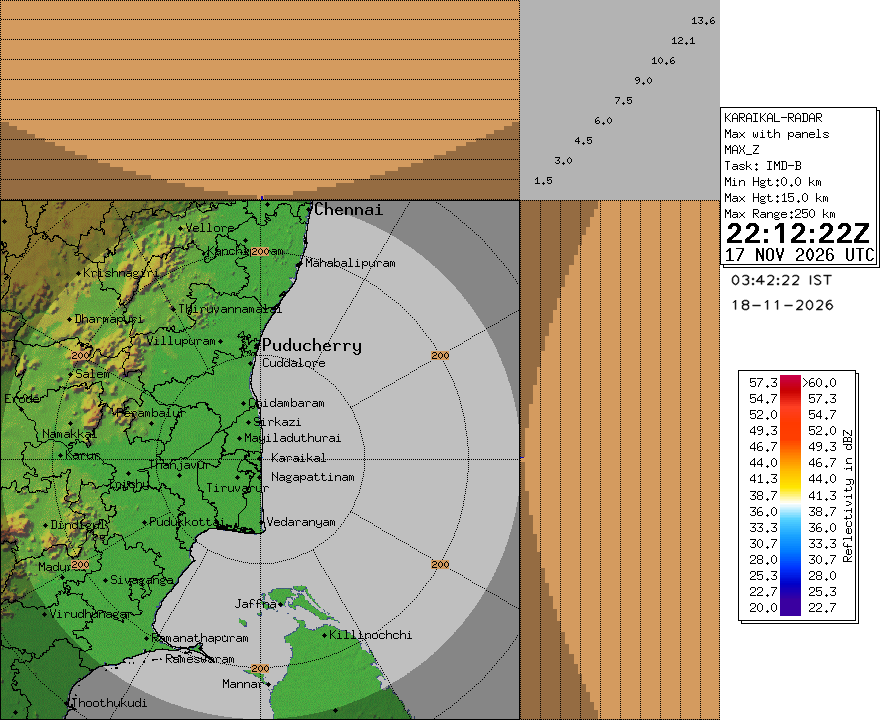 13.6
12.1
10.6
9.0
7.5
6.0
4.5
3.0
1.5
KARAIKAL-RADAR
Max with panels
MAX_Z
Task: IMD-B
Min Hgt:0.0 km
Max Hgt:15.0 km
Max Range:250 km
22:12:22Z
17 NOV 2026 UTC
03:42:22 IST
18-11-2026
Chennai
Vellore
200
Mahabalipuram
Krishnagiri
Thiruvannamalai
Dharmapuri
Villupuram
Puducherry
200
200
Cuddalore
Salem
Chidambaram
Perambalur
Sirkazi
Namakkal
Mayiladuthurai
Karur
Karaikal
Thanjavur
Nagapattinam
Tiruvarur
Dindigul
Pudukkottai
Vedaranyam
200
200
Sivaganga
Jaffna
Virudhunagar
Killinochchi
Ramanathapuram
Rameswaram
200
Mannar
Thoothukudi
57.3 >60.0
54.7 57.3
52.0 54.7
49.3 52.0
46.7 49.3
44.0 46.7
41.3 44.0
38.7 41.3
36.0 38.7
33.3 36.0
30.7 33.3
28.0 30.7
25.3 28.0
22.7 25.3
20.0 22.7
Reflectivity in dBZ